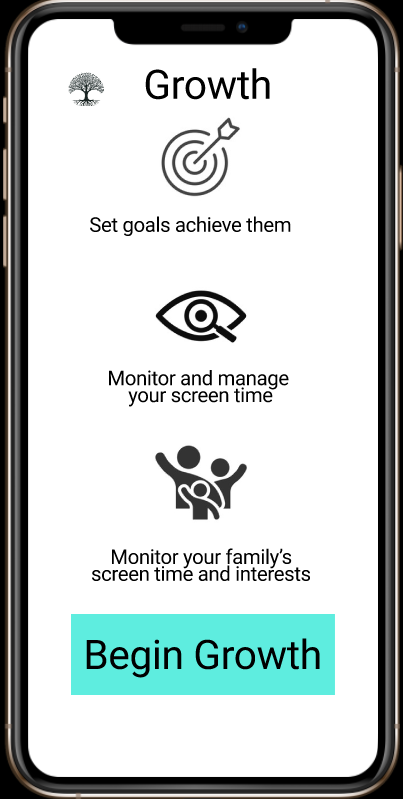 Growth
Set goals achieve them
Monitor and manage
your screen time
Monitor your family's
screen time and interests
Begin Growth